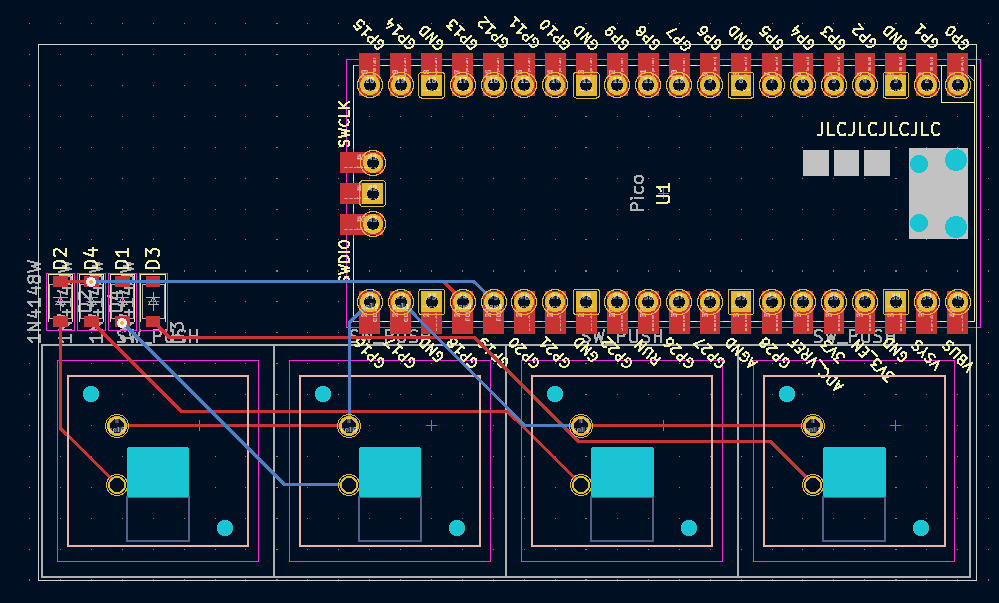 GP15 GP14 GND GP13 GP12 GP11 GP10 GND GP9 GP8 GP7 GP6 GND GP5 GP4 GP3 GP2 GND GP1 GP0
JLCJLCJLCJLC
SWCLK
Pico
U1
SWDIO
D2 D4 D1 D3
1N4148W
SW_PUSH SW_PUSH SW_PUSH SW_PUSH
GP16 GP17 GND GP18 GP19 GP20 GP21 GND GP22 RUN GP26 GP27 AGND GP28 ADC_VREF 3V3 3V3_EN GND VSYS VBUS